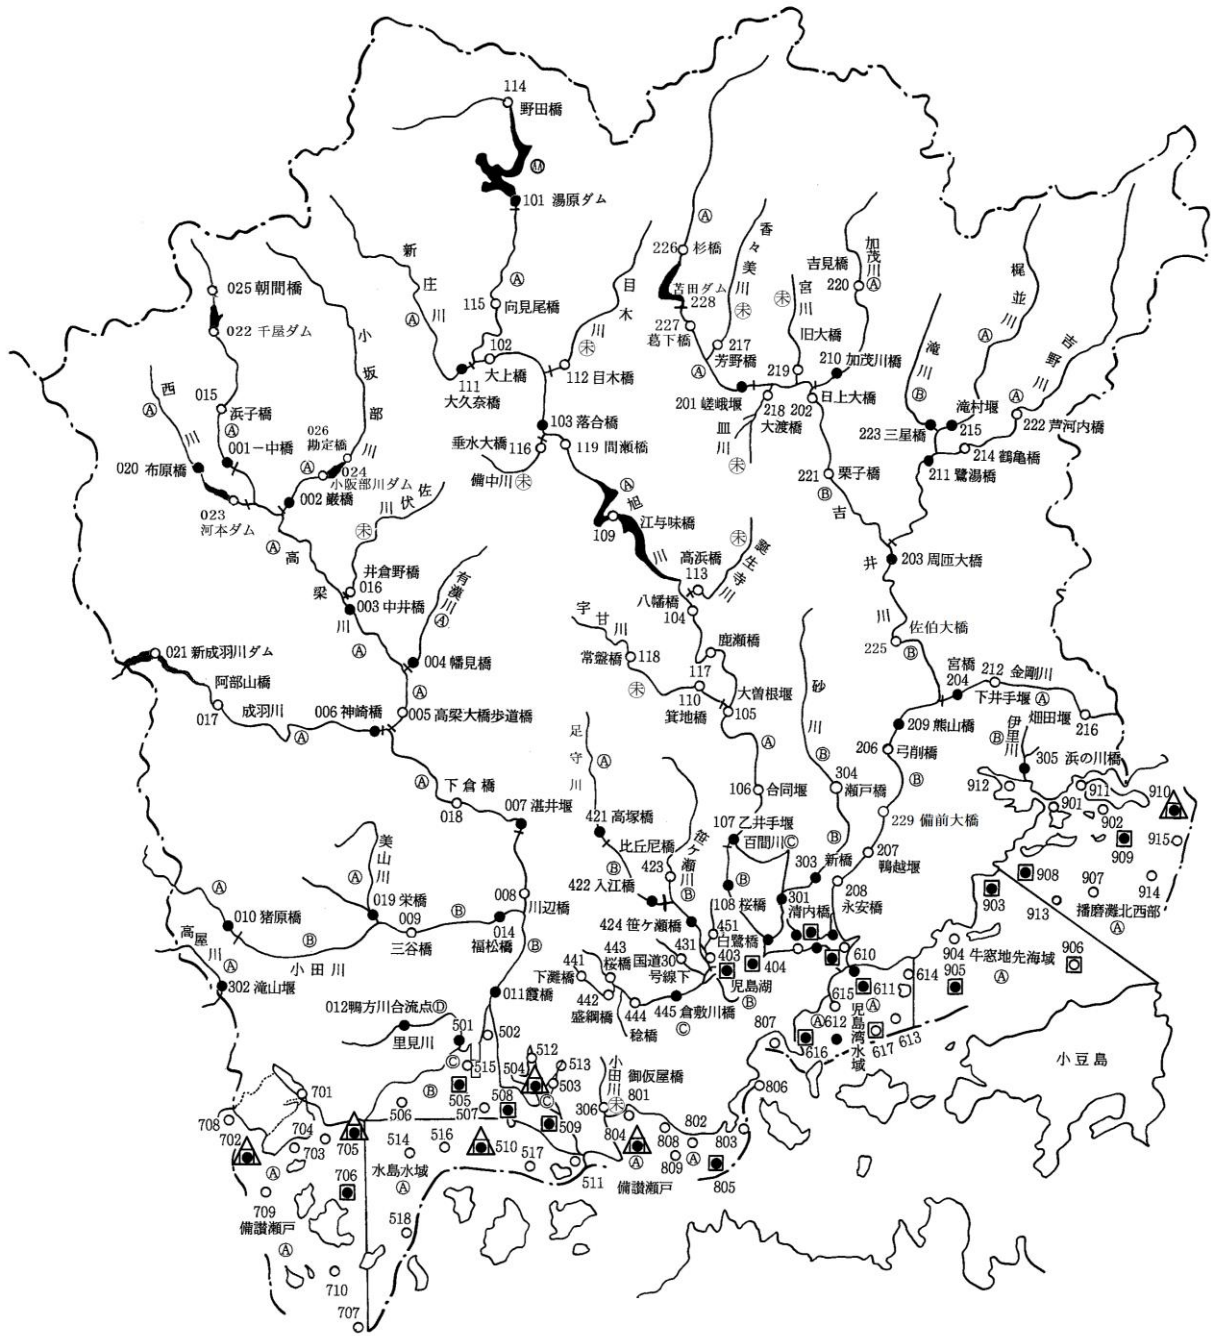 114
野田橋
Ⓜ
101 湯原ダム
新庄川
Ⓐ
Ⓐ
115
向見尾橋
102
大上橋
111
大久奈橋
目木川
㊍
112 目木橋
103 落合橋
垂水大橋
116
119 間瀬橋
備中川
Ⓐ
旭川
109
江与味橋
高浜橋
113
誕生寺川
八幡橋
104
鹿瀬橋
117
宇甘川
常盤橋
118
110
箕地橋
大曽根堰
105
Ⓐ
106
合同堰
107 乙井手堰
百間川Ⓒ
Ⓑ
108 桜橋
025 朝間橋
022 千屋ダム
015
浜子橋
Ⓐ
001一中橋
西川
Ⓐ
020 布原橋
023
河本ダム
小坂部川
026
勘定橋
Ⓐ
024
小阪部川ダム
002 巌橋
Ⓐ
高梁川
佐伏川
井倉野橋
016
003 中井橋
Ⓐ
有漢川
Ⓐ
004 幡見橋
Ⓐ
005 高梁大橋歩道橋
021 新成羽川ダム
阿部山橋
017
成羽川
Ⓐ
006 神崎橋
Ⓐ
下倉橋
018
007 湛井堰
008
川辺橋
Ⓑ
美山川
Ⓐ
019 栄橋
009
三谷橋
Ⓑ
014
福松橋
Ⓐ
010 猪原橋
Ⓑ
小田川
高屋川
Ⓐ
302 滝山堰
011霞橋
012鴨方川合流点Ⓓ
里見川
226
杉橋
Ⓐ
苫田ダム
228
227
葛下橋
Ⓐ
香々美川
217
芳野橋
201 嵯峨堰
皿川
218
大渡橋
宮川
旧大橋
219
加茂川
Ⓐ
吉見橋
220
210 加茂川橋
202
日上大橋
滝川
Ⓑ
223 三星橋
梶並川
Ⓐ
滝村堰
215
吉野川
Ⓐ
222 芦河内橋
214 鶴亀橋
211 鷺湯橋
221
栗子橋
Ⓑ
吉井川
203 周匝大橋
佐伯大橋
225
Ⓑ
宮橋
204
212 金剛川
下井手堰
Ⓐ
216
畑田堰
209 熊山橋
206
弓削橋
Ⓑ
229 備前大橋
207
鴨越堰
208
永安橋
砂川
Ⓑ
304
瀬戸橋
Ⓑ
303
新橋
301
清内橋
足守川
Ⓐ
421 高塚橋
比丘尼橋
Ⓑ
423
422 入江橋
笹ヶ瀬川
Ⓑ
424 笹ヶ瀬橋
451
白鷺橋
431
国道30
号線下
403
404
児島湖
Ⓑ
443
桜橋
441
下灘橋
442
盛綱橋
444
稔橋
445 倉敷川橋
Ⓒ
伊里川
Ⓑ
305 浜の川橋
912
901
911
902
910
909
915
908
907
914
903
913
播磨灘北西部
Ⓐ
904
牛窓地先海域
Ⓐ
905
906
610
614
611
615
Ⓐ
612
Ⓐ
児島湾水域
616
617
613
807
806
小豆島
501
502
Ⓒ
515
505
Ⓑ
506
507
508
504
512
513
503
Ⓒ
509
510
514
516
517
511
水島水域
Ⓐ
518
小田川
御仮屋橋
306
801
802
803
804
808
809
805
Ⓐ
備讃瀬戸
701
708
702
704
703
705
706
709
備讃瀬戸
Ⓐ
710
707